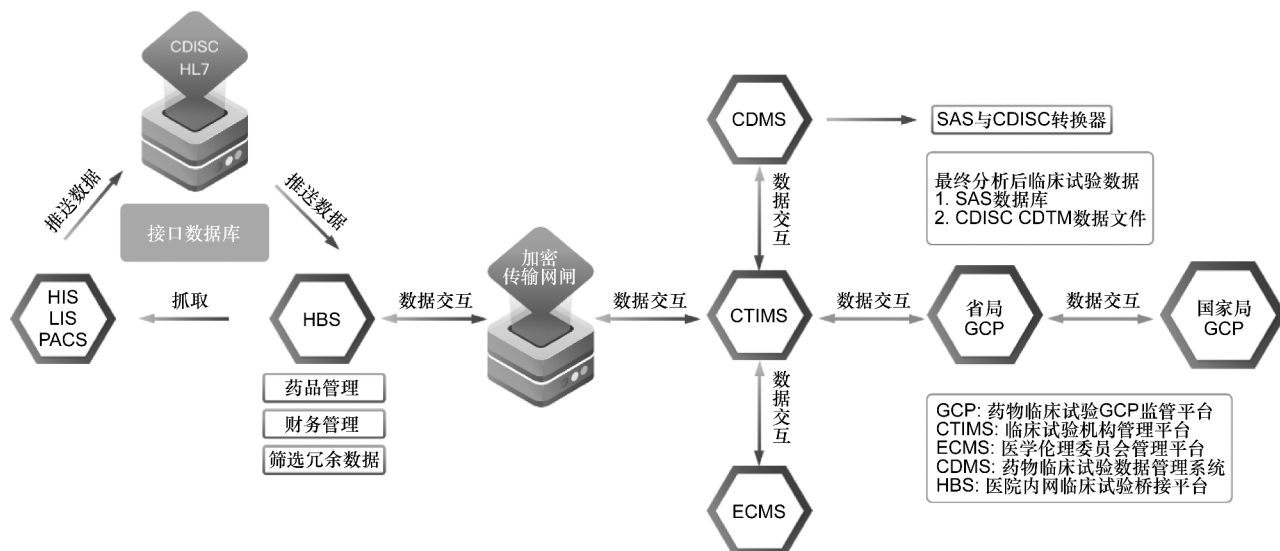 CDISC
HL7
推送数据
推送数据
接口数据库
HIS
LIS
PACS
抓取
HBS
药品管理
财务管理
筛选冗余数据
数据交互
加密
传输网闸
数据交互
CDMS
SAS与CDISC转换器
最终分析后临床试验数据
1. SAS数据库
2. CDISC CDTM数据文件
数据交互
CTIMS
数据交互
省局
GCP
数据交互
国家局
GCP
数据交互
ECMS
GCP: 药物临床试验GCP监管平台
CTIMS: 临床试验机构管理平台
ECMS: 医学伦理委员会管理平台
CDMS: 药物临床试验数据管理系统
HBS: 医院内网临床试验桥接平台